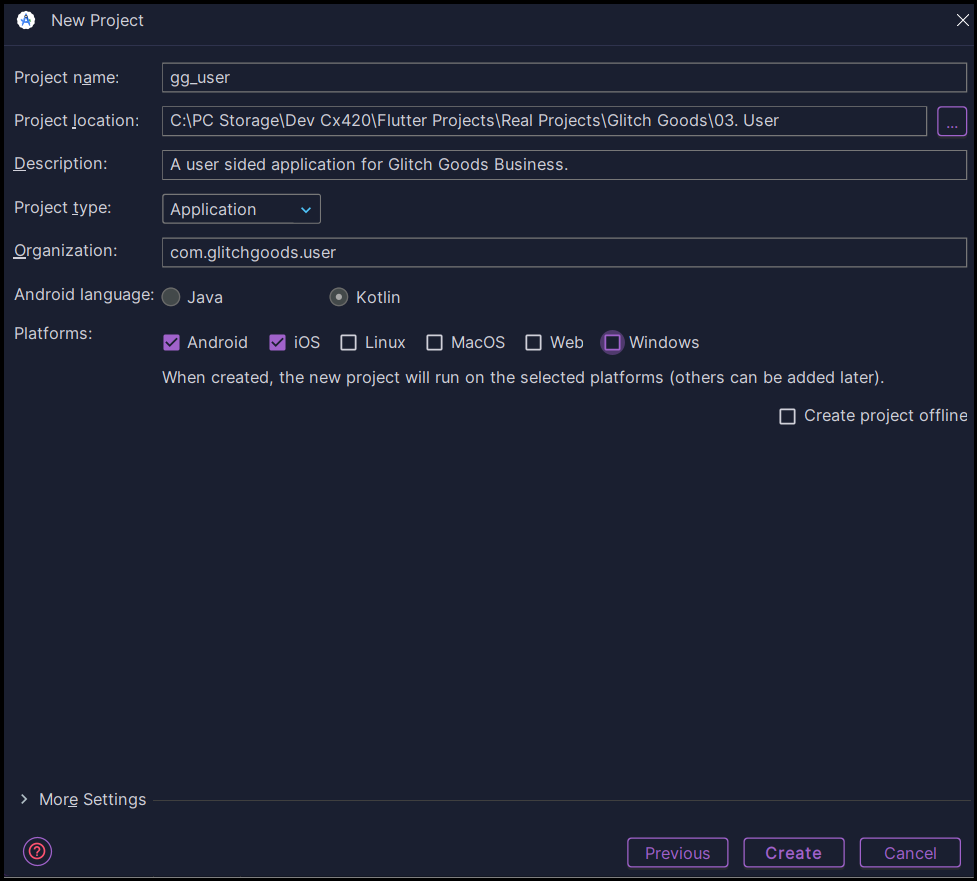 New Project
Project name: gg_user
Project location: C:\PC Storage\Dev Cx420\Flutter Projects\Real Projects\Glitch Goods\03. User ...
Description: A user sided application for Glitch Goods Business.
Project type: Application
Organization: com.glitchgoods.user
Android language: Java Kotlin
Platforms: Android iOS Linux MacOS Web Windows
When created, the new project will run on the selected platforms (others can be added later).
Create project offline
More Settings
? Previous Create Cancel